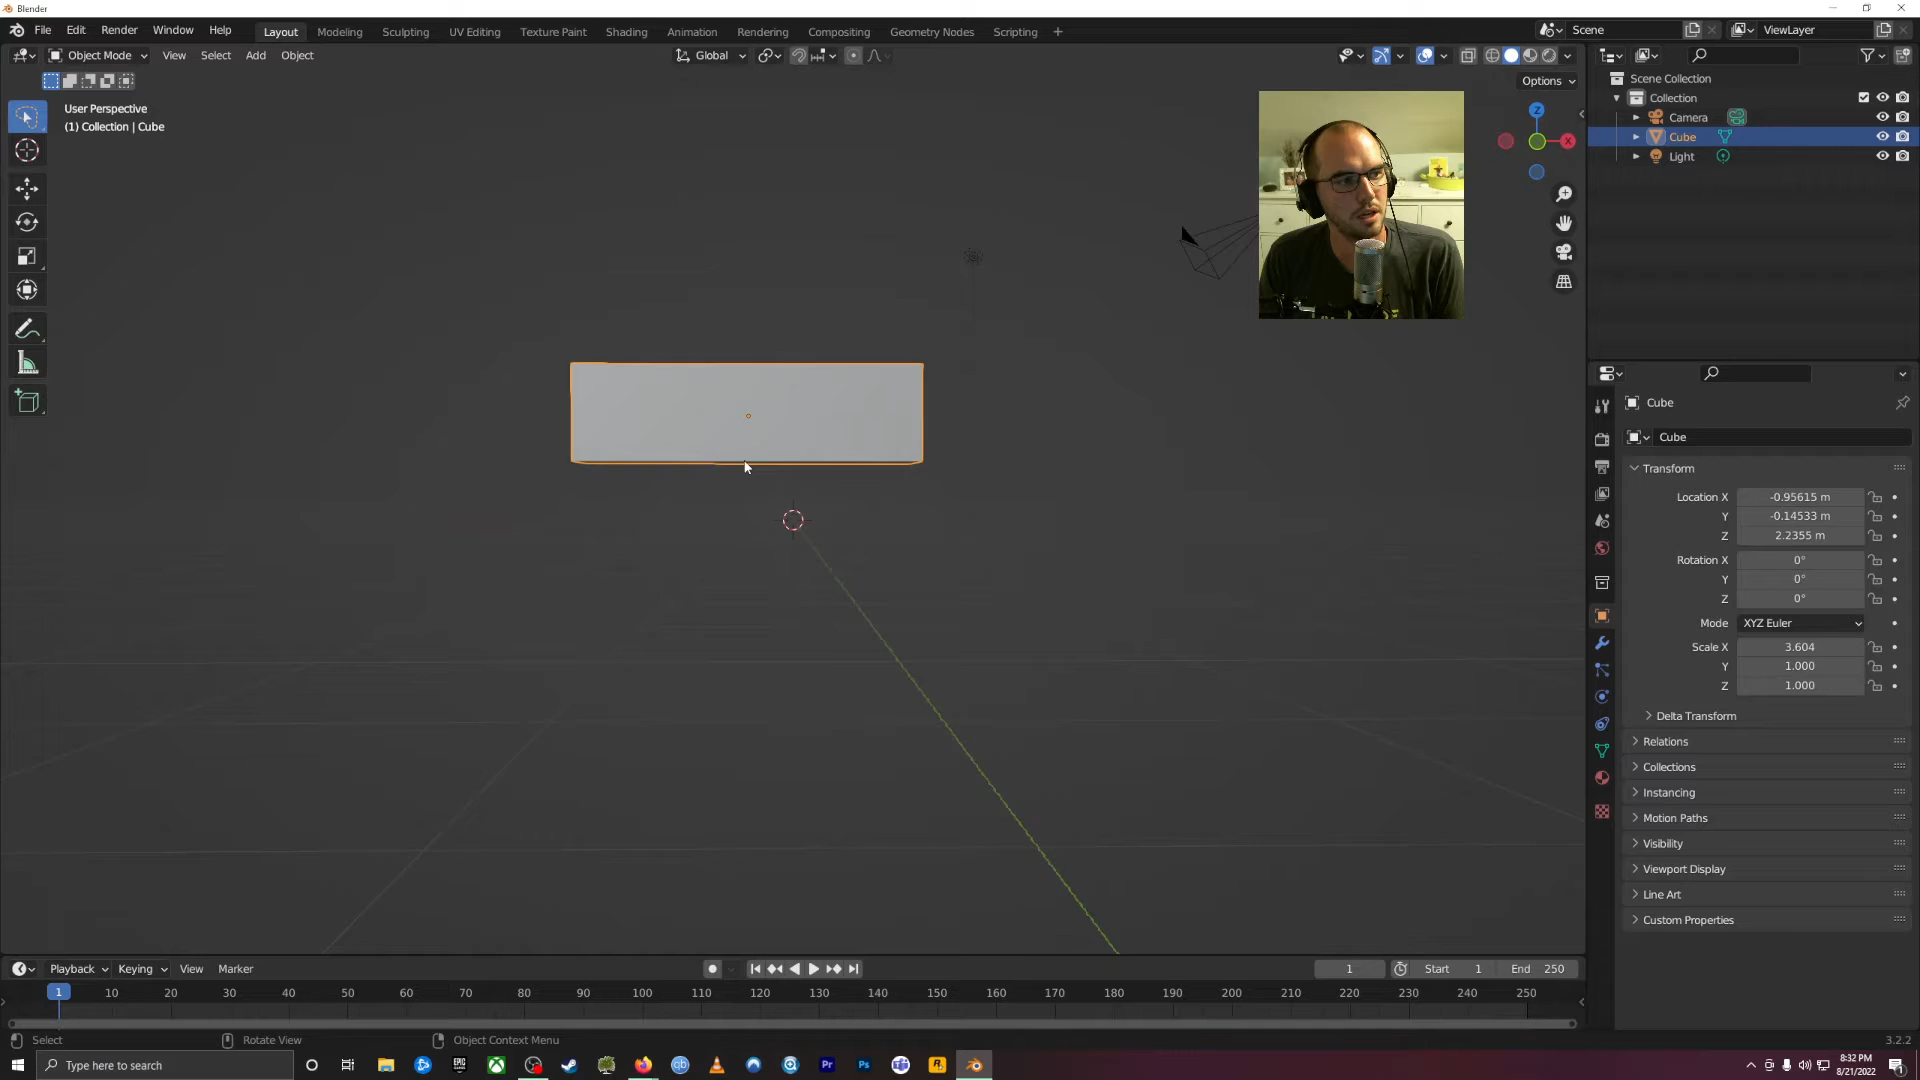 Blender
File Edit Render Window Help Layout Modeling Sculpting UV Editing Texture Paint Shading Animation Rendering Compositing Geometry Nodes Scripting + Scene ViewLayer
Object Mode View Select Add Object Global
Options
User Perspective
(1) Collection | Cube
Z
X
Scene Collection
Collection
Camera
Cube
Light
Cube
Cube
Transform
Location X -0.95615 m
Y -0.14533 m
Z 2.2355 m
Rotation X 0°
Y 0°
Z 0°
Mode XYZ Euler
Scale X 3.604
Y 1.000
Z 1.000
Delta Transform
Relations
Collections
Instancing
Motion Paths
Visibility
Viewport Display
Line Art
Custom Properties
Playback Keying View Marker 1 Start 1 End 250
1 10 20 30 40 50 60 70 80 90 100 110 120 130 140 150 160 170 180 190 200 210 220 230 240 250
Select Rotate View Object Context Menu 3.2.2
Type here to search
EPIC
qb
Pr
Ps
R
8:32 PM
8/21/2022
1